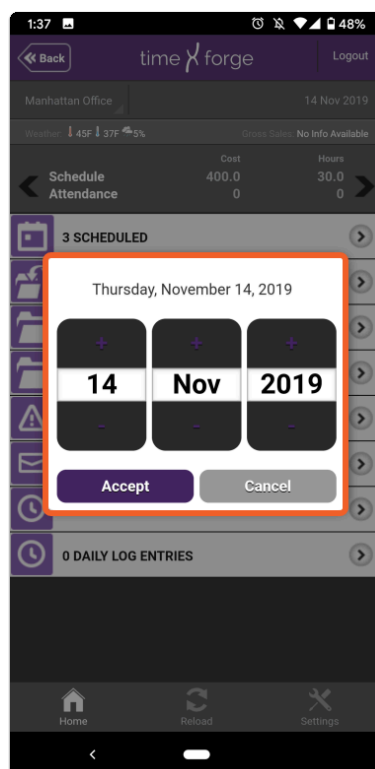 1:37 48%
Back time forge Logout
Manhattan Office 14 Nov 2019
Weather: 45F 37F 5% Gross Sales: No Info Available
Cost Hours
Schedule 400.0 30.0
Attendance 0 0
3 SCHEDULED
Thursday, November 14, 2019
+ + +
14 Nov 2019
- - -
Accept Cancel
0 DAILY LOG ENTRIES
Home Reload Settings